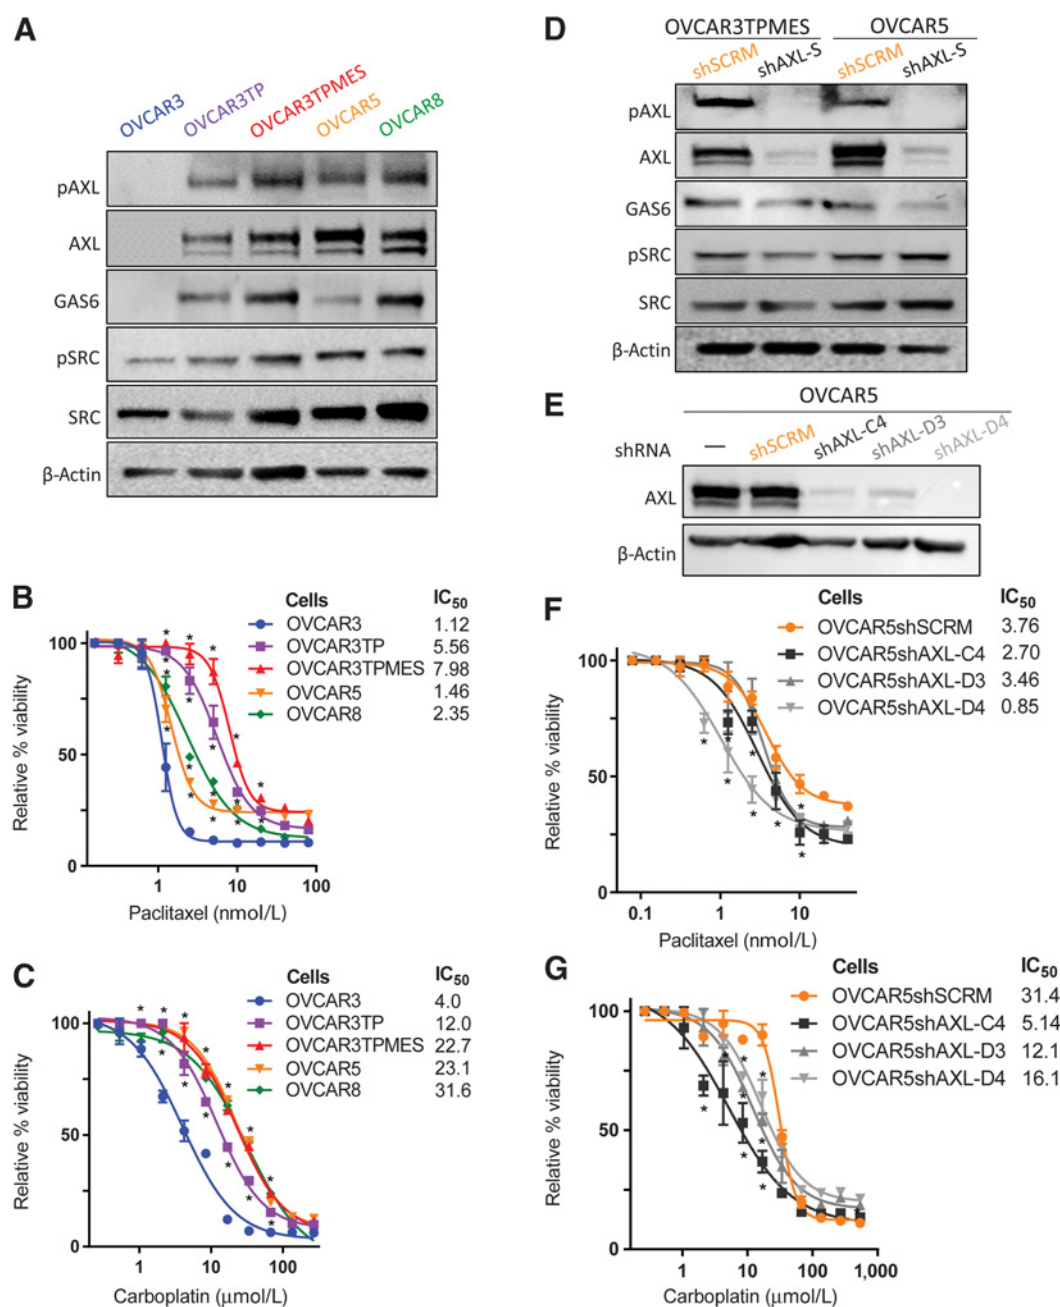 A
OVCAR3
OVCAR3TP
OVCAR3TPMES
OVCAR5
OVCAR8
pAXL
AXL
GAS6
pSRC
SRC
β-Actin
B
Cells IC50
OVCAR3 1.12
OVCAR3TP 5.56
OVCAR3TPMES 7.98
OVCAR5 1.46
OVCAR8 2.35
Relative % viability
100
50
0
1 10 100
Paclitaxel (nmol/L)
* * * * * * * * * * * * * * *
C
Cells IC50
OVCAR3 4.0
OVCAR3TP 12.0
OVCAR3TPMES 22.7
OVCAR5 23.1
OVCAR8 31.6
Relative % viability
100
50
0
1 10 100
Carboplatin (μmol/L)
* * * * * * * * * * * *
D
OVCAR3TPMES OVCAR5
shSCRM shAXL-S shSCRM shAXL-S
pAXL
AXL
GAS6
pSRC
SRC
β-Actin
E
OVCAR5
shRNA — shSCRM shAXL-C4 shAXL-D3 shAXL-D4
AXL
β-Actin
F
Cells IC50
OVCAR5shSCRM 3.76
OVCAR5shAXL-C4 2.70
OVCAR5shAXL-D3 3.46
OVCAR5shAXL-D4 0.85
Relative % viability
100
50
0
0.1 1 10
Paclitaxel (nmol/L)
* * * * * * *
G
Cells IC50
OVCAR5shSCRM 31.4
OVCAR5shAXL-C4 5.14
OVCAR5shAXL-D3 12.1
OVCAR5shAXL-D4 16.1
Relative % viability
100
50
0
1 10 100 1,000
Carboplatin (μmol/L)
* * * * * *